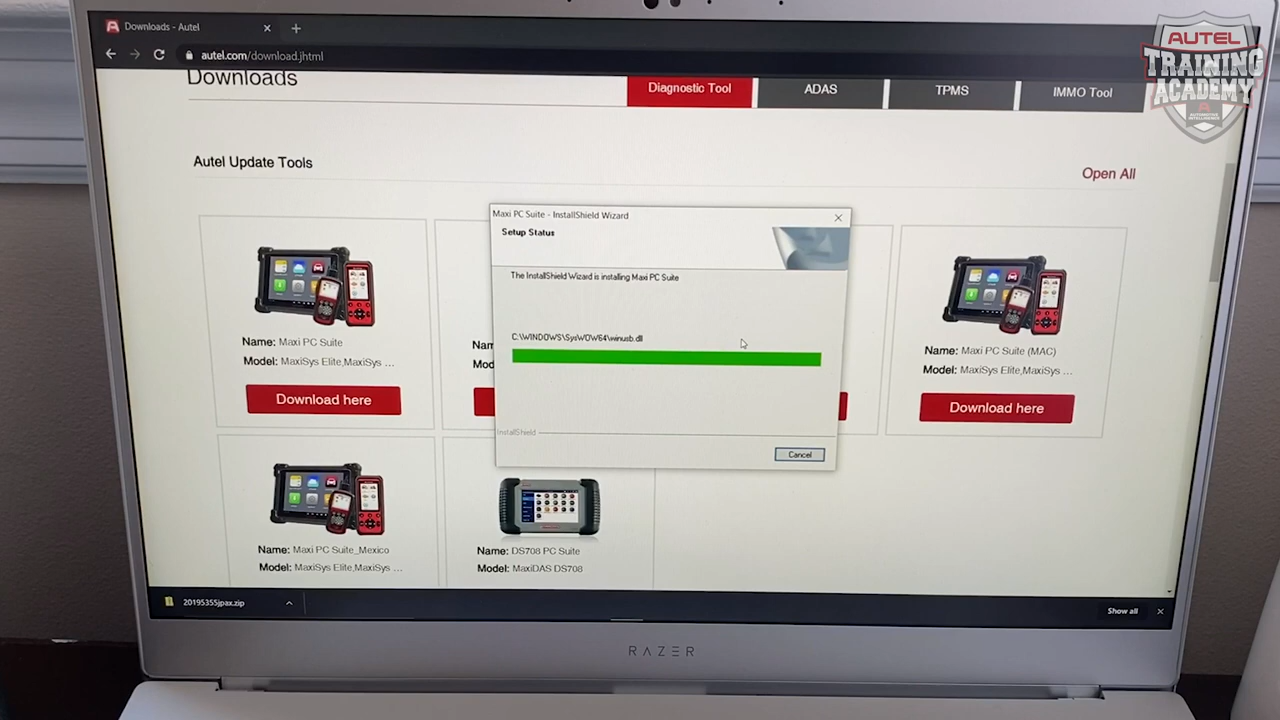 Downloads - Autel
autel.com/download.jhtml
AUTEL
TRAINING
ACADEMY
Downloads
Diagnostic Tool
ADAS
TPMS
IMMO Tool
Autel Update Tools
Open All
Maxi PC Suite - InstallShield Wizard
Setup Status
The InstallShield Wizard is installing Maxi PC Suite
C:\WINDOWS\SysWOW64\winusb.dll
InstallShield
Cancel
Name: Maxi PC Suite
Model: MaxiSys Elite,MaxiSys ...
Download here
Nam
Mod
Name: Maxi PC Suite (MAC)
Model: MaxiSys Elite,MaxiSys ...
Download here
Name: Maxi PC Suite_Mexico
Model: MaxiSys Elite,MaxiSys ...
Name: DS708 PC Suite
Model: MaxiDAS DS708
20195355jpax.zip
Show all
RAZER